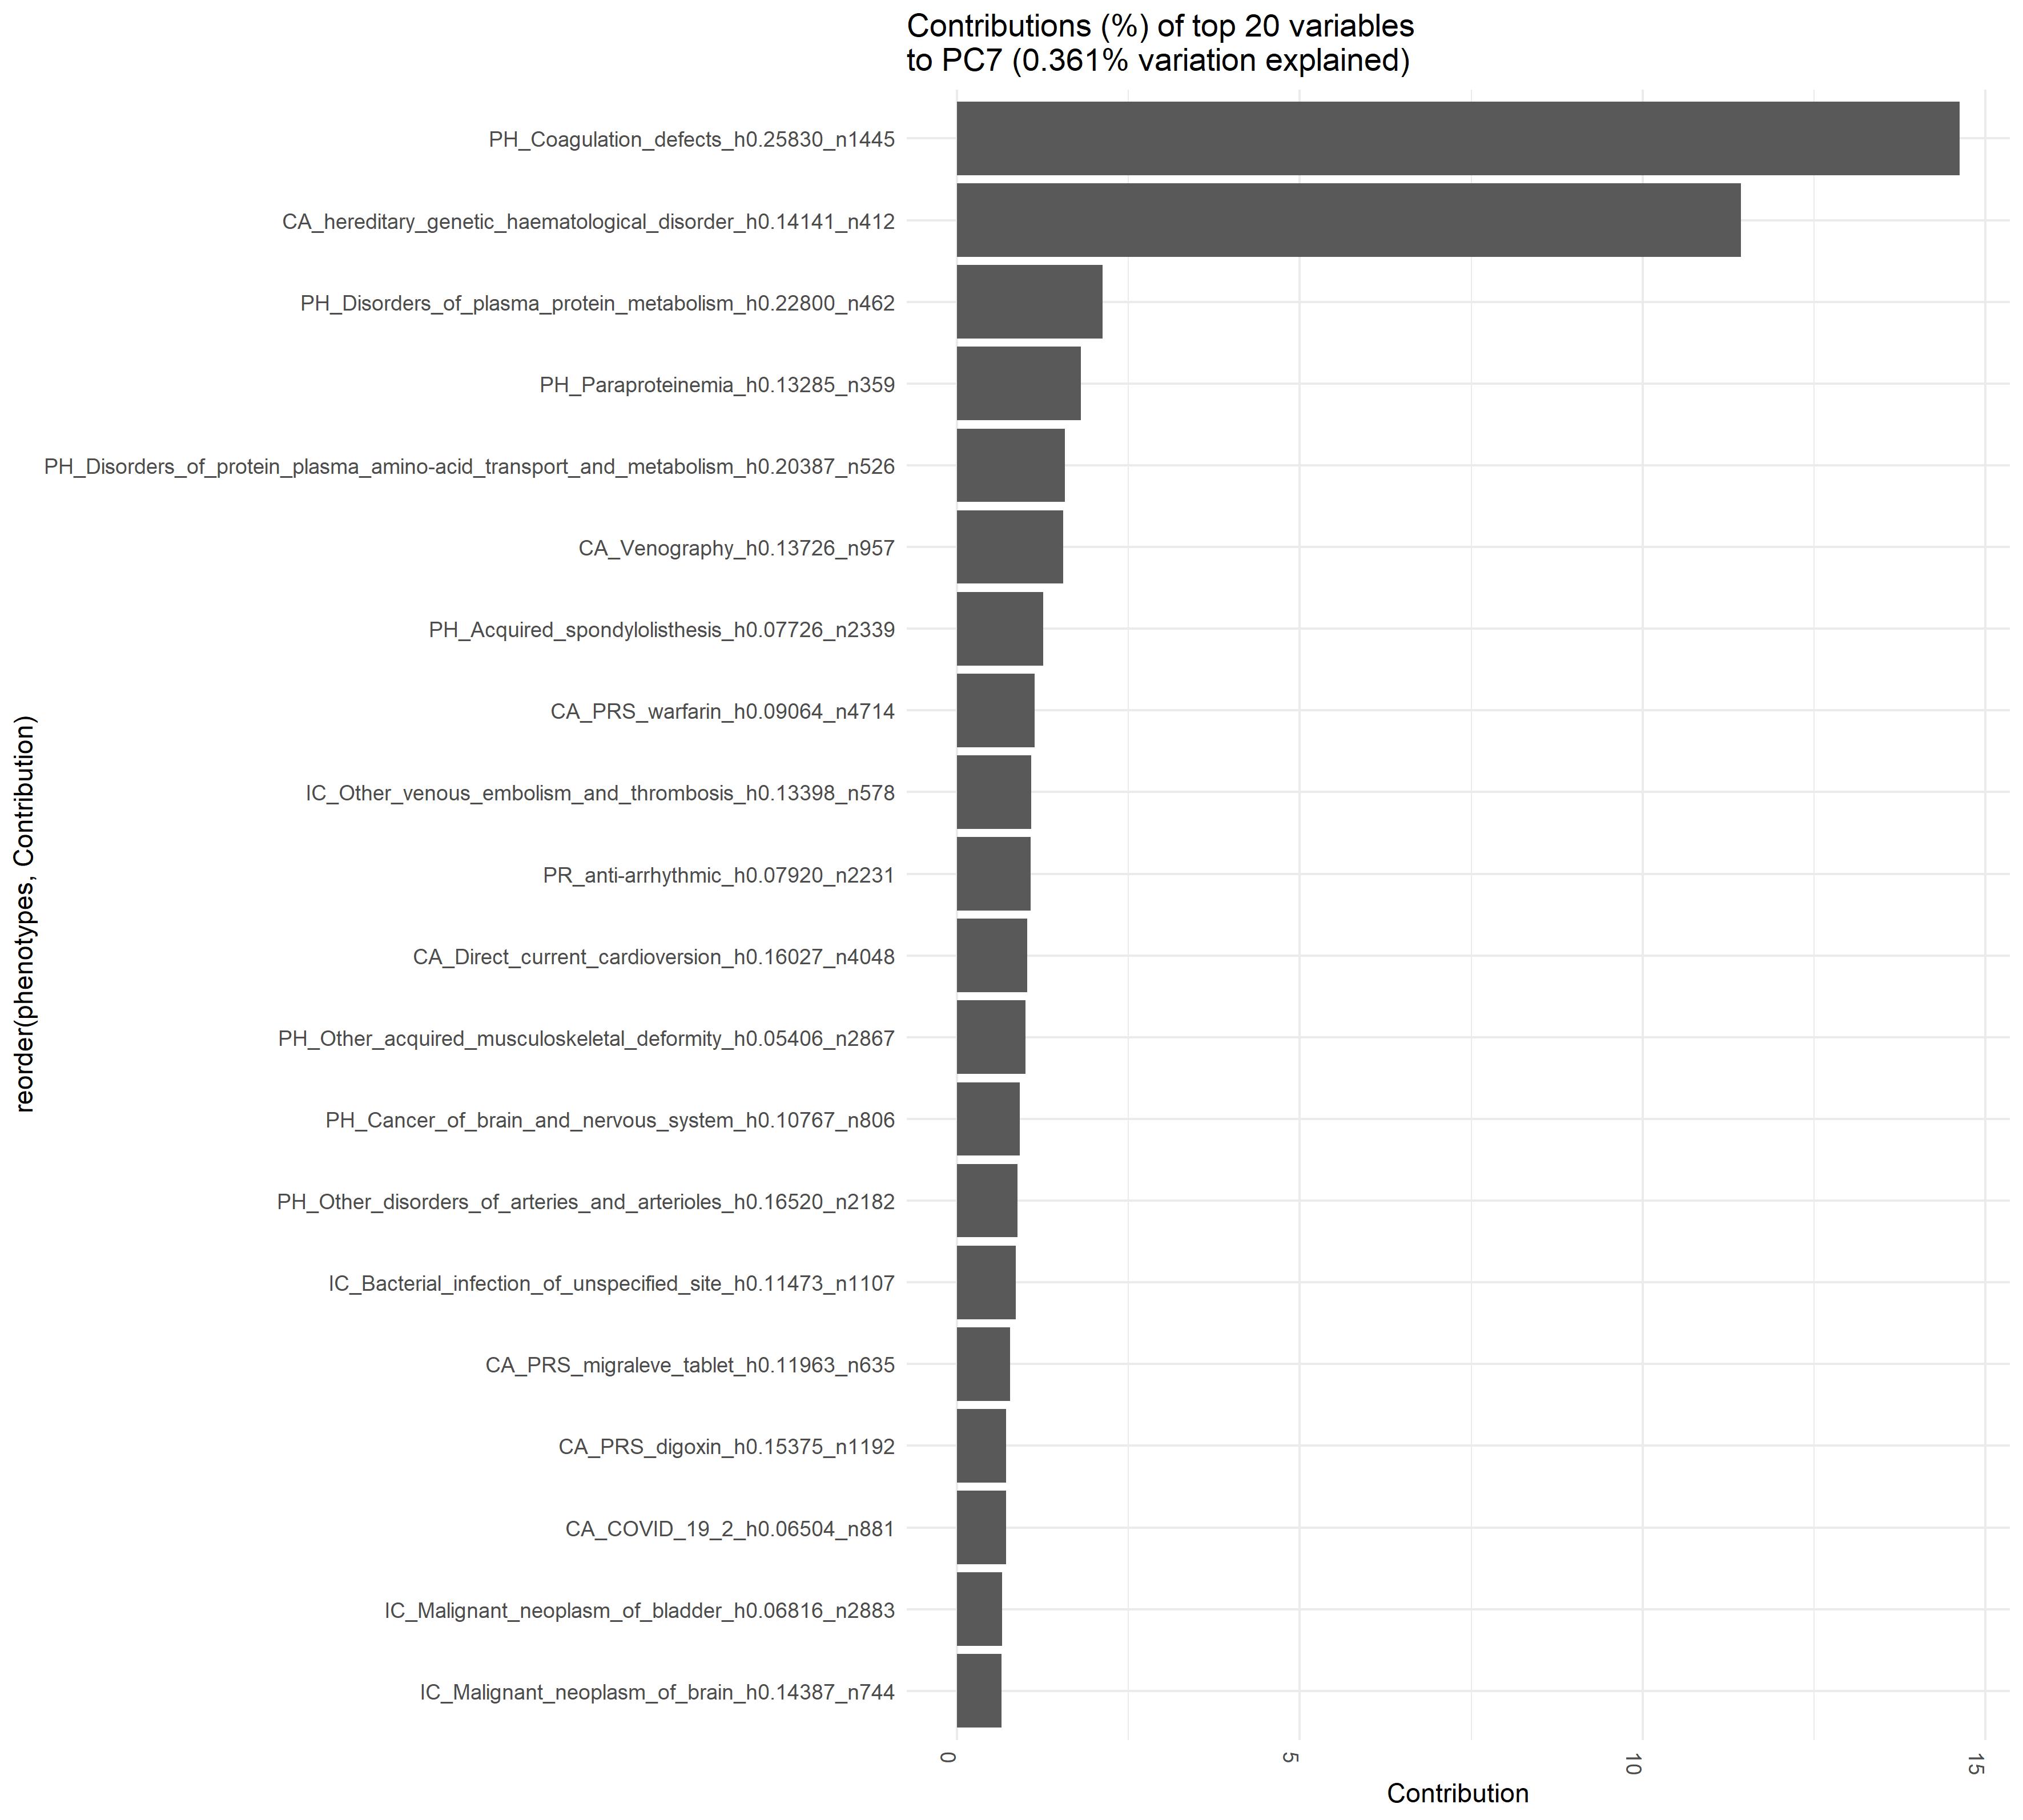 Contributions (%) of top 20 variables
to PC7 (0.361% variation explained)
PH_Coagulation_defects_h0.25830_n1445
CA_hereditary_genetic_haematological_disorder_h0.14141_n412
PH_Disorders_of_plasma_protein_metabolism_h0.22800_n462
PH_Paraproteinemia_h0.13285_n359
PH_Disorders_of_protein_plasma_amino-acid_transport_and_metabolism_h0.20387_n526
CA_Venography_h0.13726_n957
PH_Acquired_spondylolisthesis_h0.07726_n2339
CA_PRS_warfarin_h0.09064_n4714
IC_Other_venous_embolism_and_thrombosis_h0.13398_n578
PR_anti-arrhythmic_h0.07920_n2231
CA_Direct_current_cardioversion_h0.16027_n4048
PH_Other_acquired_musculoskeletal_deformity_h0.05406_n2867
PH_Cancer_of_brain_and_nervous_system_h0.10767_n806
PH_Other_disorders_of_arteries_and_arterioles_h0.16520_n2182
IC_Bacterial_infection_of_unspecified_site_h0.11473_n1107
CA_PRS_migraleve_tablet_h0.11963_n635
CA_PRS_digoxin_h0.15375_n1192
CA_COVID_19_2_h0.06504_n881
IC_Malignant_neoplasm_of_bladder_h0.06816_n2883
IC_Malignant_neoplasm_of_brain_h0.14387_n744
reorder(phenotypes, Contribution)
0
5
10
15
Contribution